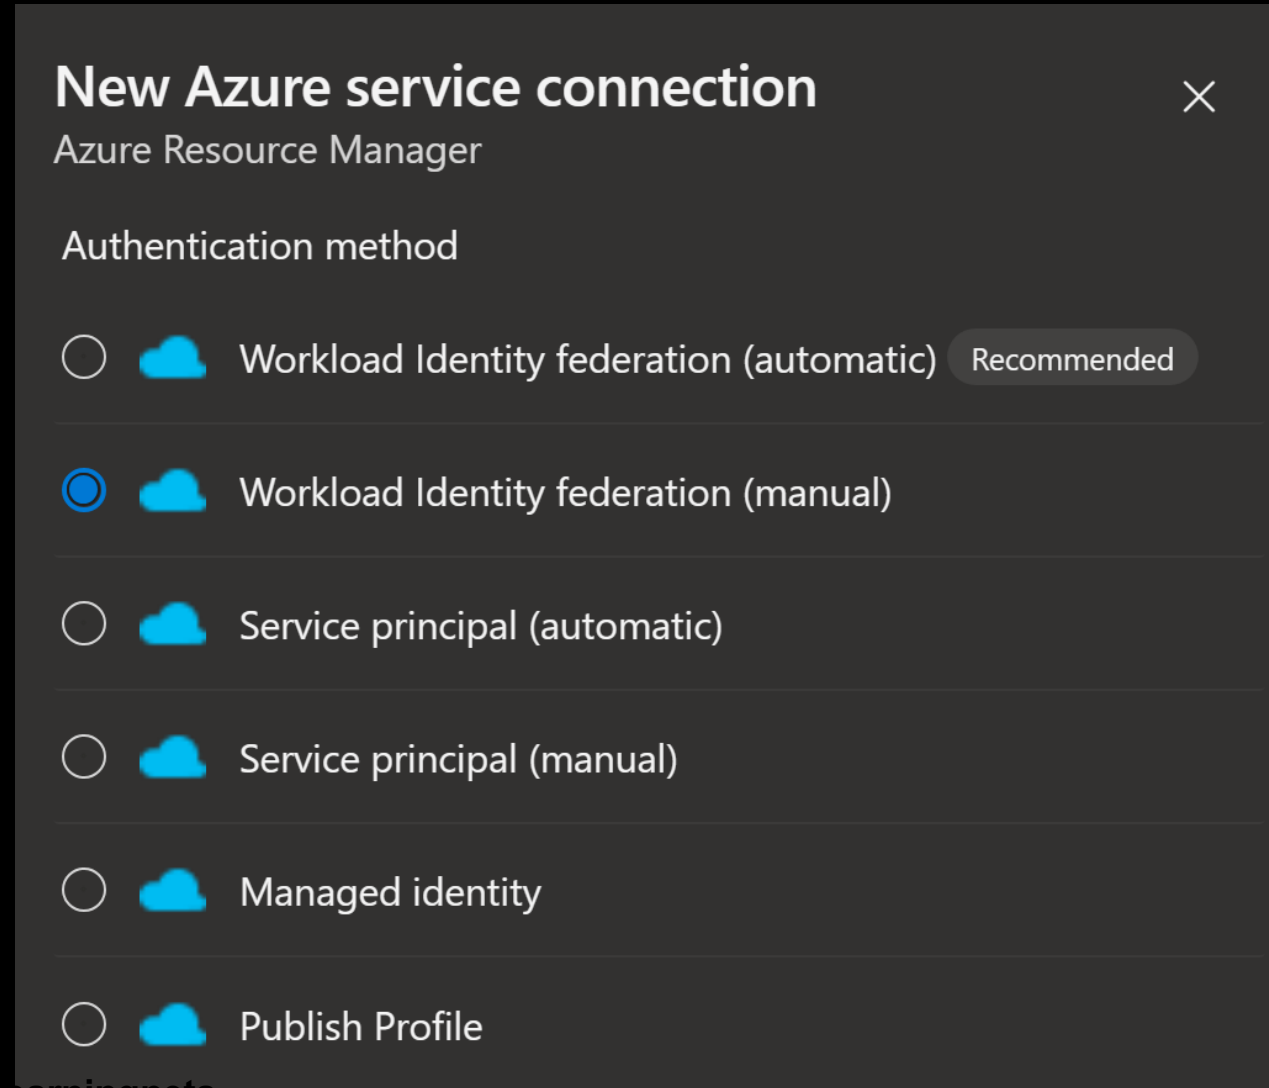 New Azure service connection
Azure Resource Manager
Authentication method
Workload Identity federation (automatic) Recommended
Workload Identity federation (manual)
Service principal (automatic)
Service principal (manual)
Managed identity
Publish Profile